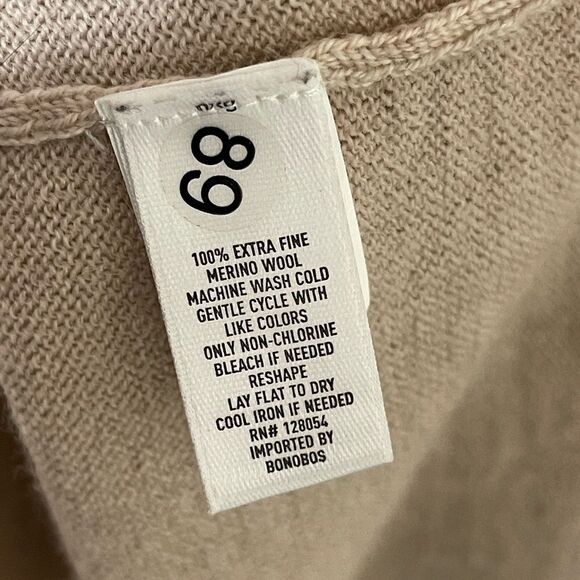 89
100% EXTRA FINE
MERINO WOOL
MACHINE WASH COLD
GENTLE CYCLE WITH
LIKE COLORS
ONLY NON-CHLORINE
BLEACH IF NEEDED
RESHAPE
LAY FLAT TO DRY
COOL IRON IF NEEDED
RN# 128054
IMPORTED BY
BONOBOS